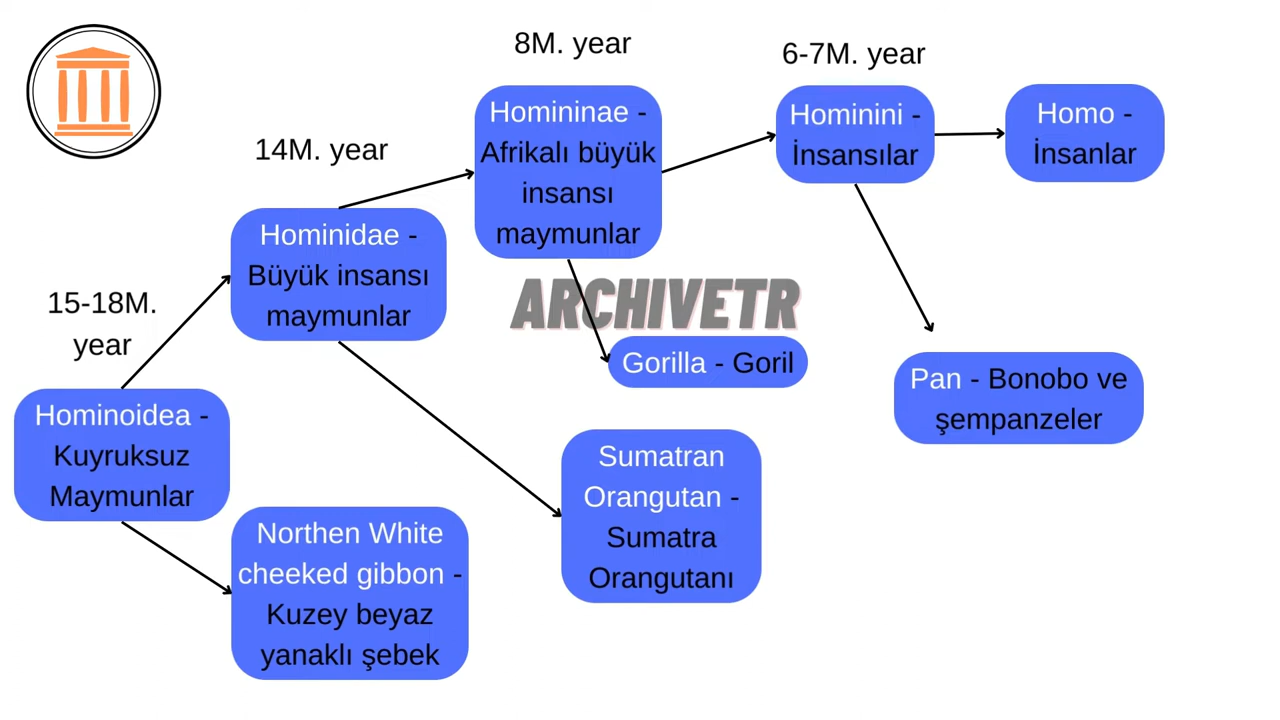 8M. year
6-7M. year
14M. year
15-18M.
year
Homininae -
Afrikalı büyük
insansı
maymunlar
Hominini -
İnsansılar
Homo -
İnsanlar
Hominidae -
Büyük insansı
maymunlar
ARCHIVETR
Gorilla - Goril
Pan - Bonobo ve
şempanzeler
Hominoidea -
Kuyruksuz
Maymunlar
Sumatran
Orangutan -
Sumatra
Orangutanı
Northen White
cheeked gibbon -
Kuzey beyaz
yanaklı şebek